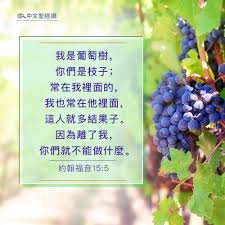 中文聖經網
我是葡萄樹，
你們是枝子；
常在我裡面的，
我也常在他裡面，
這人就多結果子。
因為離了我，
你們就不能做什麼。
約翰福音15:5